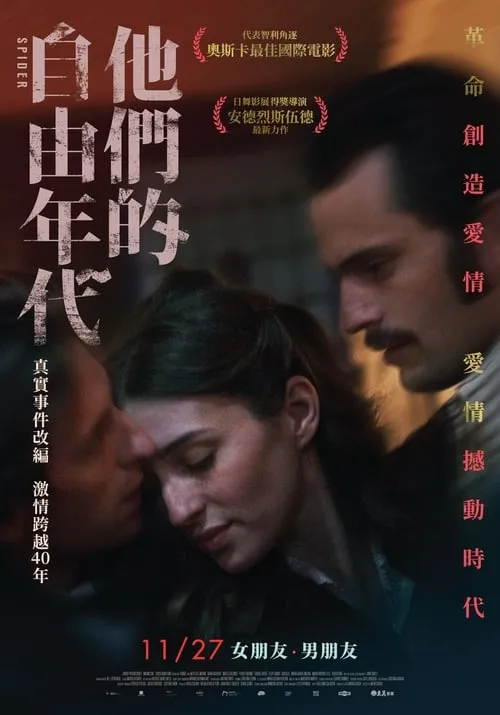 他們的
自由年代
SPIDER
代表智利角逐
奧斯卡最佳國際電影
日舞影展得獎導演
安德烈斯伍德
最新力作
革命創造愛情 愛情撼動時代
真實事件改編 激情跨越40年
11/27 女朋友·男朋友